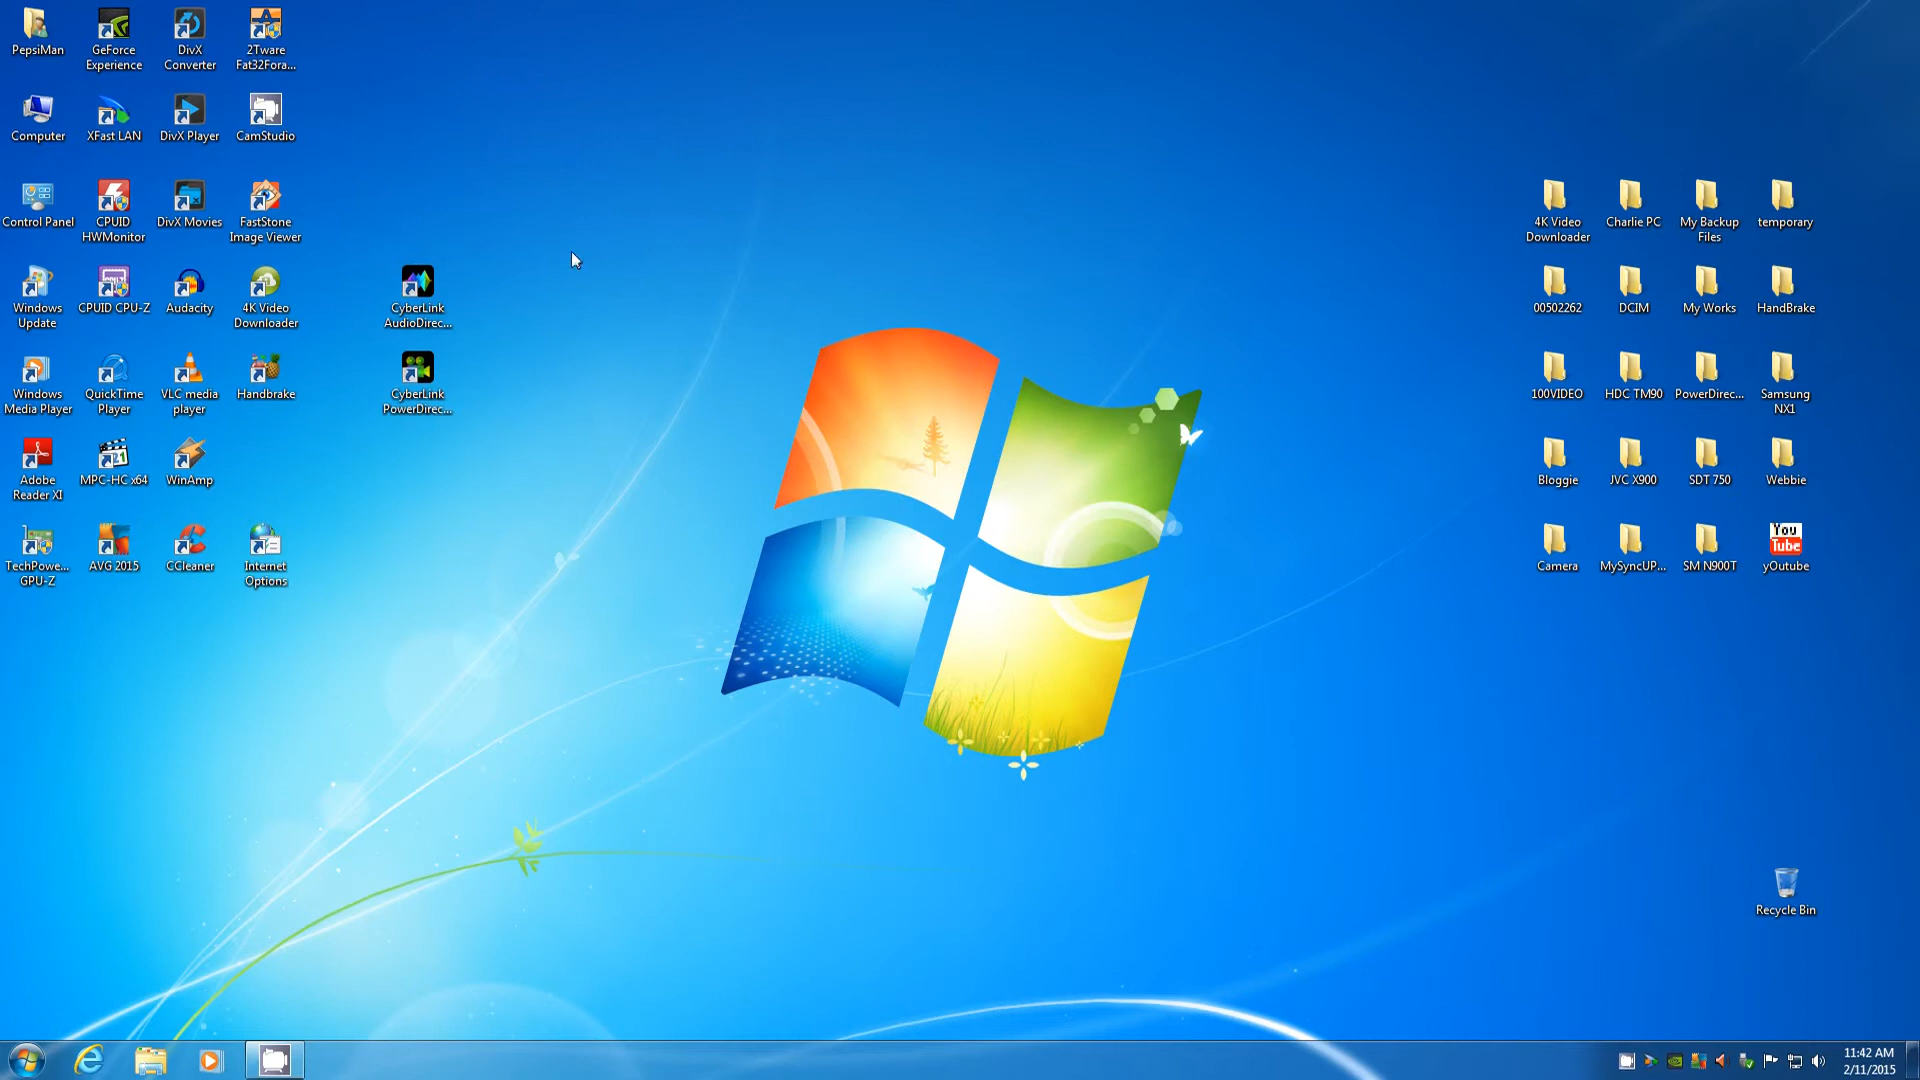 PepsiMan
GeForce
Experience
DivX
Converter
2Tware
Fat32Fora...
Computer
XFast LAN
DivX Player
CamStudio
Control Panel
CPUID
HWMonitor
DivX Movies
FastStone
Image Viewer
4K Video
Downloader
Charlie PC
My Backup
Files
temporary
Windows
Update
CPUID CPU-Z
Audacity
4K Video
Downloader
CyberLink
AudioDirec...
00502262
DCIM
My Works
HandBrake
Windows
Media Player
QuickTime
Player
VLC media
player
Handbrake
CyberLink
PowerDirec...
100VIDEO
HDC TM90
PowerDirec...
Samsung
NX1
Adobe
Reader XI
MPC-HC x64
WinAmp
Bloggie
JVC X900
SDT 750
Webbie
TechPowe...
GPU-Z
AVG 2015
CCleaner
Internet
Options
Camera
MySyncUP...
SM N900T
You
Tube
yOutube
Recycle Bin
11:42 AM
2/11/2015